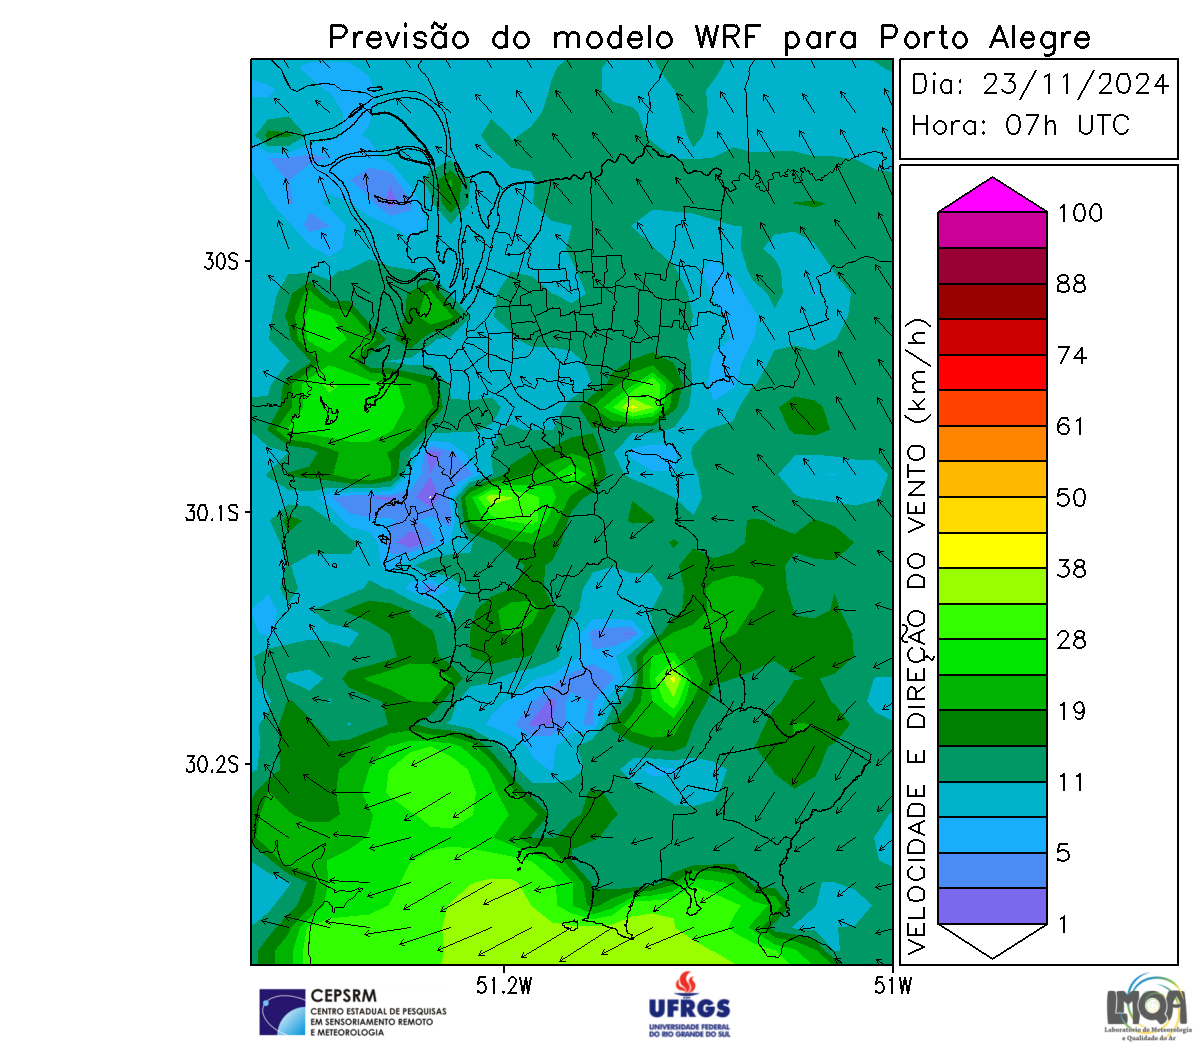 Previsão do modelo WRF para Porto Alegre
Dia: 23/11/2024
Hora: 07h UTC
30S
30.1S
30.2S
51.2W
51W
VELOCIDADE E DIREÇÃO DO VENTO (km/h)
100
88
74
61
50
38
28
19
11
5
1
CEPSRM
CENTRO ESTADUAL DE PESQUISAS
EM SENSORIAMENTO REMOTO
E METEOROLOGIA
UFRGS
UNIVERSIDADE FEDERAL
DO RIO GRANDE DO SUL
LMQA
Laboratório de Meteorologia
e Qualidade do Ar